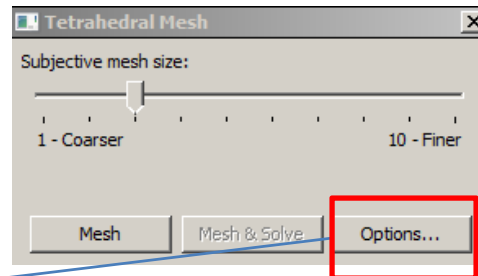 Tetrahedral Mesh
Subjective mesh size:
1 - Coarser 10 - Finer
Mesh Mesh & Solve Options...